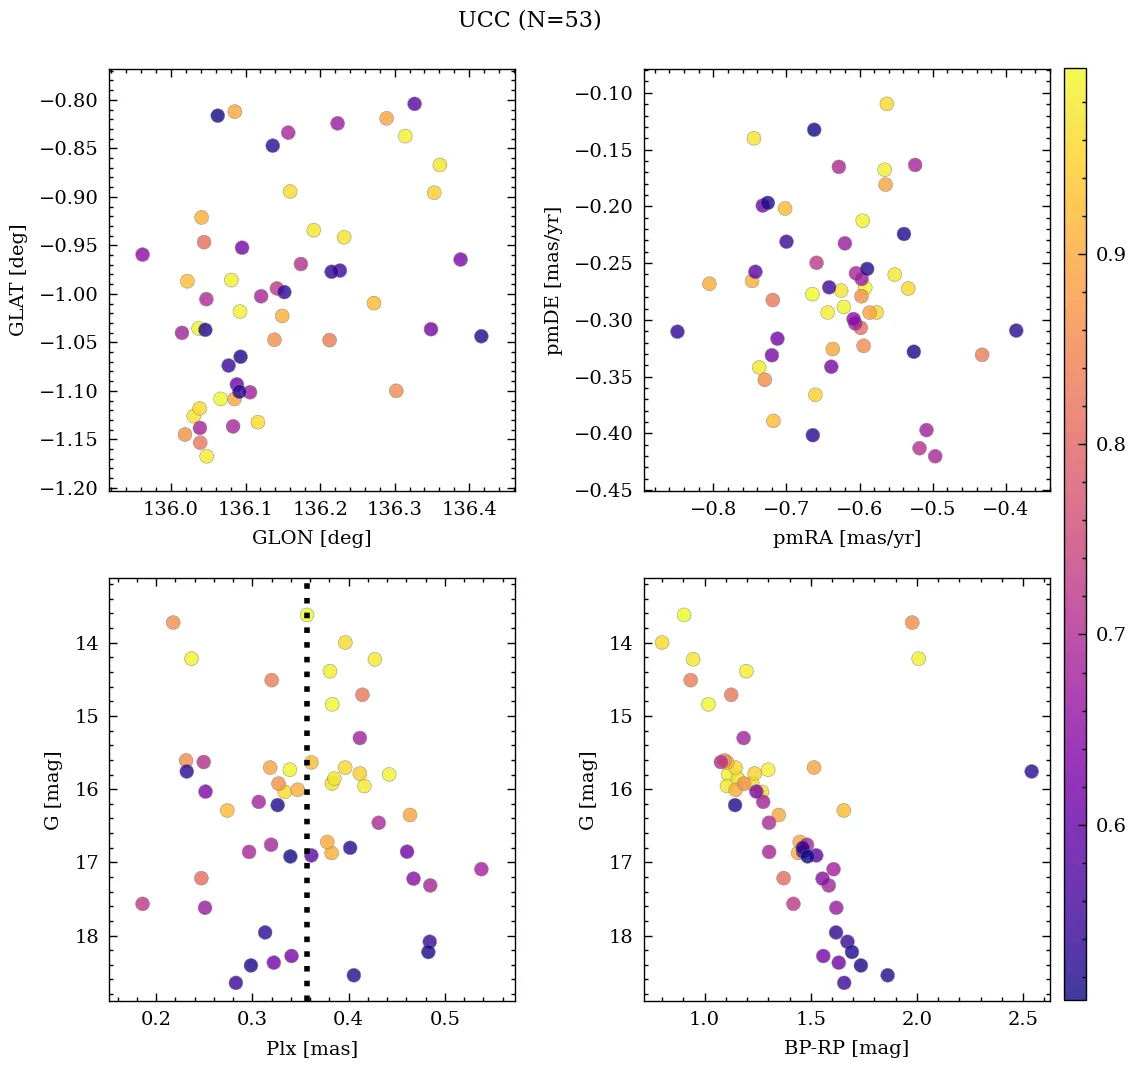 UCC (N=53)
−0.80
−0.85
−0.90
−0.95
−1.00
−1.05
−1.10
−1.15
−1.20
GLAT [deg]
136.0 136.1 136.2 136.3 136.4
GLON [deg]
−0.10
−0.15
−0.20
−0.25
−0.30
−0.35
−0.40
−0.45
pmDE [mas/yr]
−0.8 −0.7 −0.6 −0.5 −0.4
pmRA [mas/yr]
14
15
16
17
18
G [mag]
0.2 0.3 0.4 0.5
Plx [mas]
14
15
16
17
18
G [mag]
1.0 1.5 2.0 2.5
BP-RP [mag]
0.9
0.8
0.7
0.6